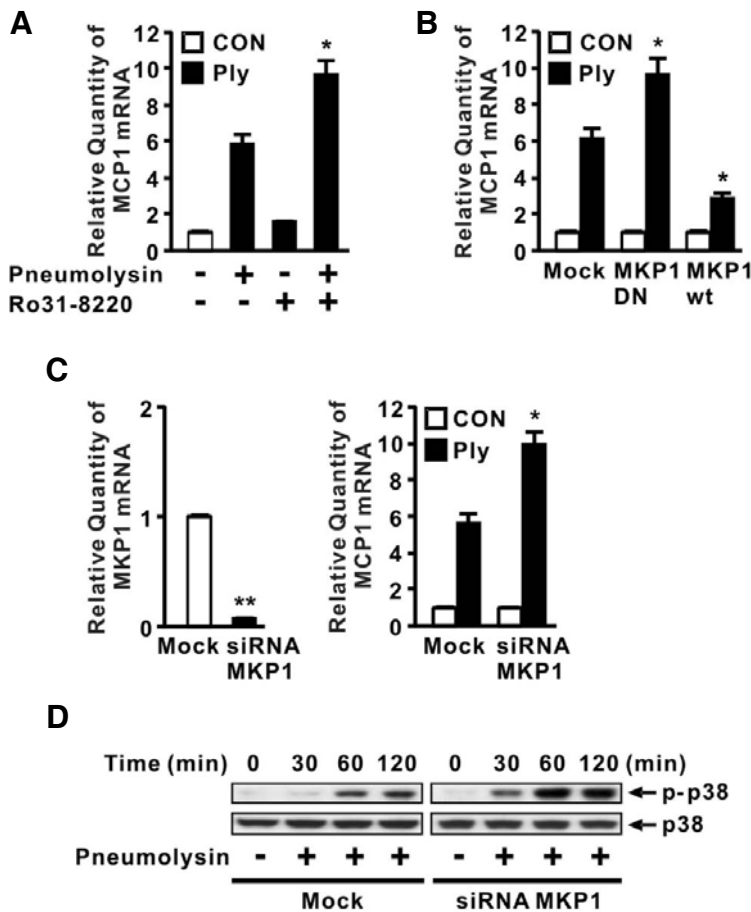 A
Relative Quantity of
MCP1 mRNA
12
10
8
6
4
2
0
CON
Ply
*
Pneumolysin - + - +
Ro31-8220 - - + +
B
Relative Quantity of
MCP1 mRNA
12
10
8
6
4
2
0
CON
Ply
*
*
Mock MKP1 MKP1
DN wt
C
Relative Quantity of
MKP1 mRNA
2
1
0
**
Mock siRNA
MKP1
Relative Quantity of
MCP1 mRNA
12
10
8
6
4
2
0
CON
Ply
*
Mock siRNA
MKP1
D
Time (min) 0 30 60 120 0 30 60 120 (min)
p-p38
p38
Pneumolysin - + + + - + + +
Mock siRNA MKP1